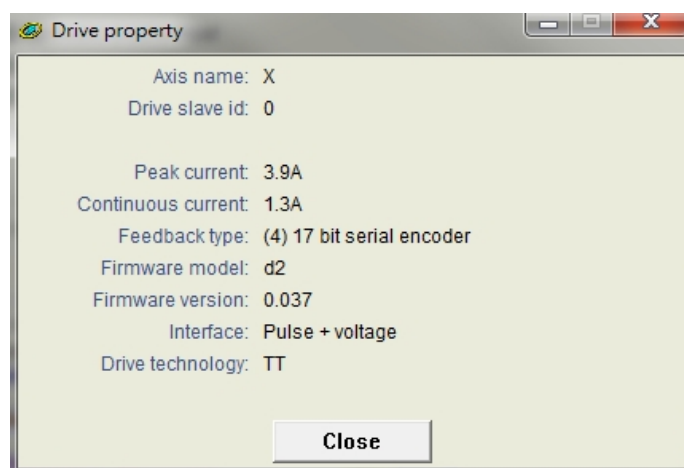 Drive property
Axis name: X
Drive slave id: 0
Peak current: 3.9A
Continuous current: 1.3A
Feedback type: (4) 17 bit serial encoder
Firmware model: d2
Firmware version: 0.037
Interface: Pulse + voltage
Drive technology: TT
Close